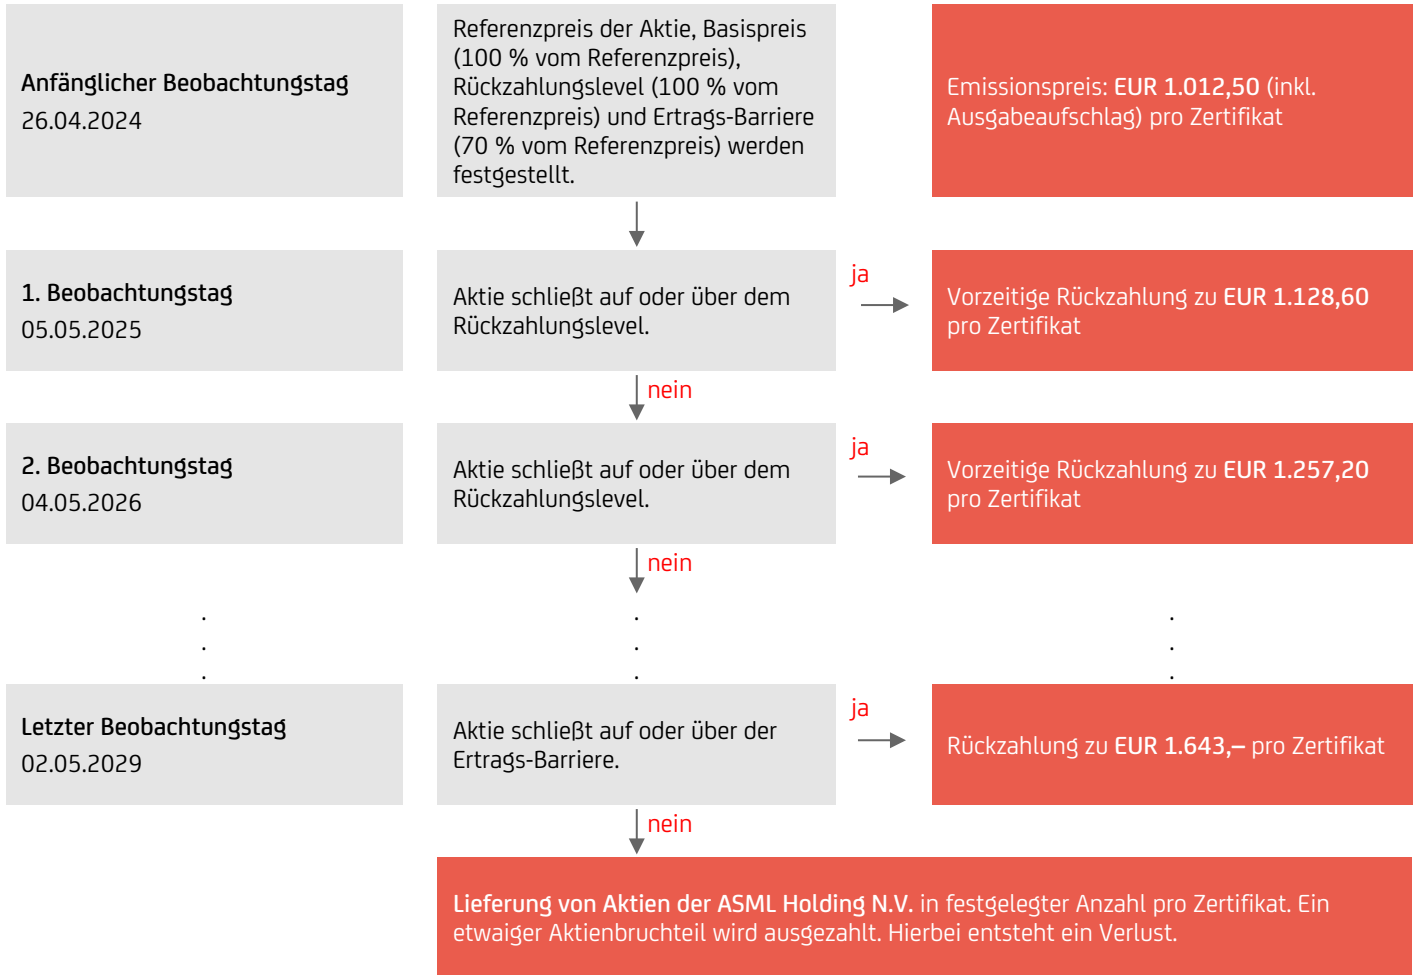 Anfänglicher Beobachtungstag
26.04.2024
Referenzpreis der Aktie, Basispreis
(100 % vom Referenzpreis),
Rückzahlungslevel (100 % vom
Referenzpreis) und Ertrags-Barriere
(70 % vom Referenzpreis) werden
festgestellt.
Emissionspreis: EUR 1.012,50 (inkl.
Ausgabeaufschlag) pro Zertifikat
1. Beobachtungstag
05.05.2025
Aktie schließt auf oder über dem
Rückzahlungslevel.
ja
Vorzeitige Rückzahlung zu EUR 1.128,60
pro Zertifikat
nein
2. Beobachtungstag
04.05.2026
Aktie schließt auf oder über dem
Rückzahlungslevel.
ja
Vorzeitige Rückzahlung zu EUR 1.257,20
pro Zertifikat
nein
. . .
. . .
. . .
Letzter Beobachtungstag
02.05.2029
Aktie schließt auf oder über der
Ertrags-Barriere.
ja
Rückzahlung zu EUR 1.643,– pro Zertifikat
nein
Lieferung von Aktien der ASML Holding N.V. in festgelegter Anzahl pro Zertifikat. Ein
etwaiger Aktienbruchteil wird ausgezahlt. Hierbei entsteht ein Verlust.